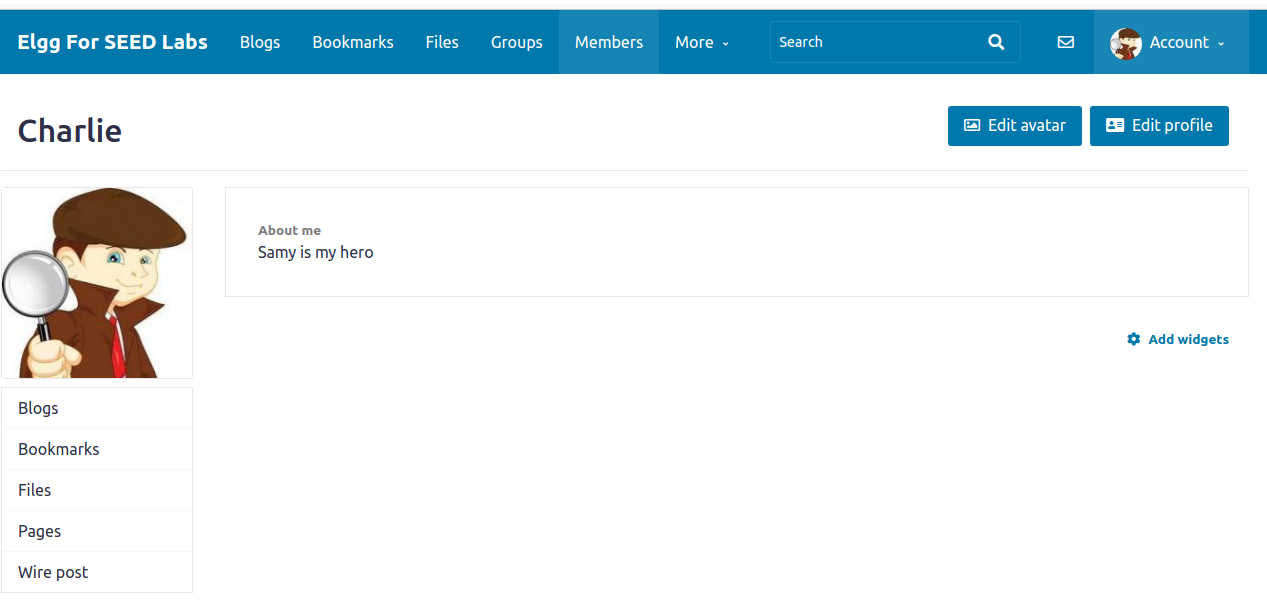 Elgg For SEED Labs Blogs Bookmarks Files Groups Members More Search Account
Charlie Edit avatar Edit profile
About me
Samy is my hero
Add widgets
Blogs
Bookmarks
Files
Pages
Wire post